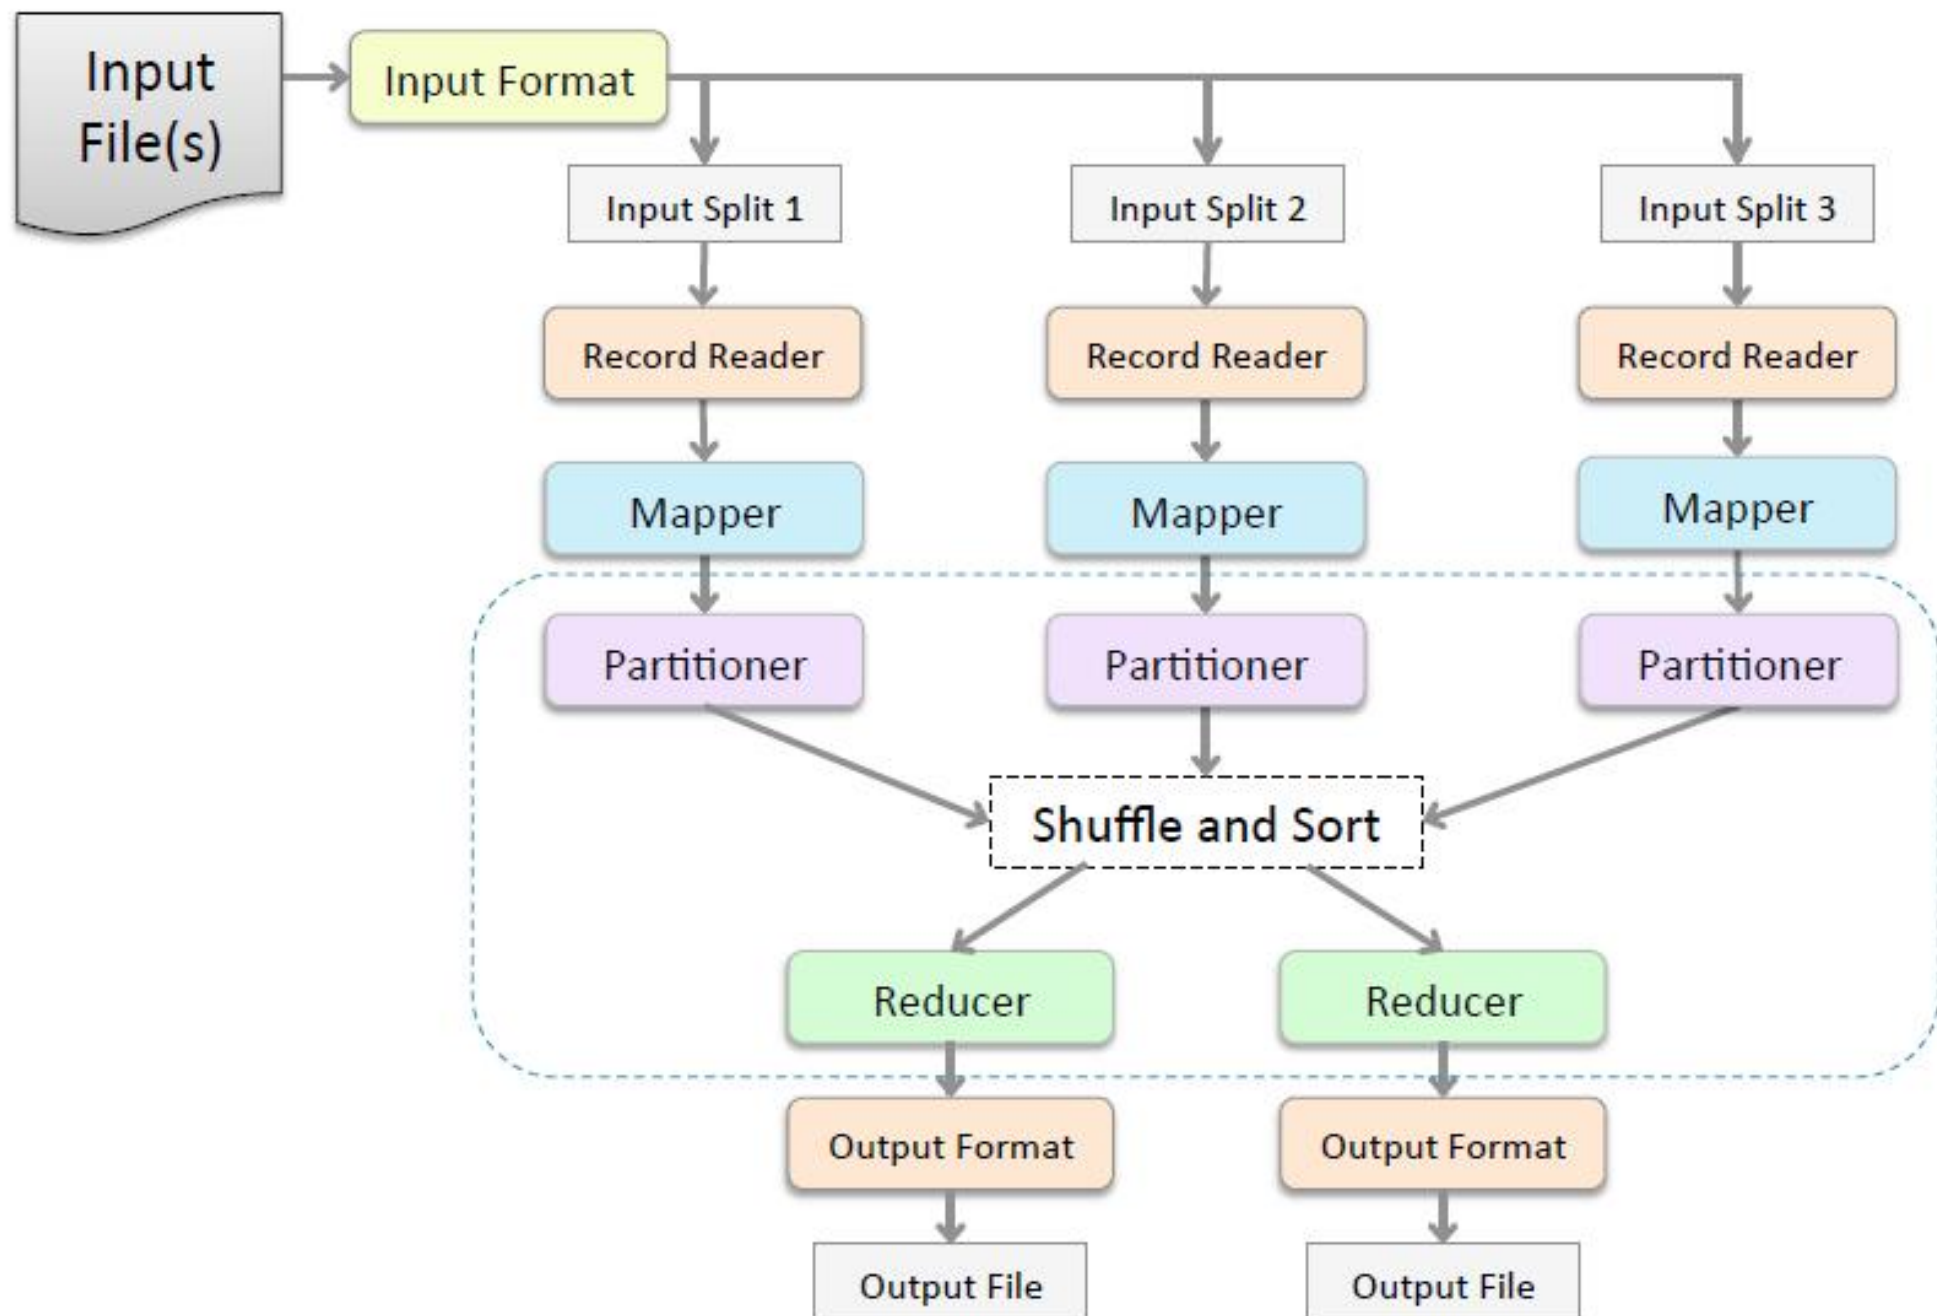 Input
File(s)
Input Format
Input Split 1
Input Split 2
Input Split 3
Record Reader
Record Reader
Record Reader
Mapper
Mapper
Mapper
Partitioner
Partitioner
Partitioner
Shuffle and Sort
Reducer
Reducer
Output Format
Output Format
Output File
Output File